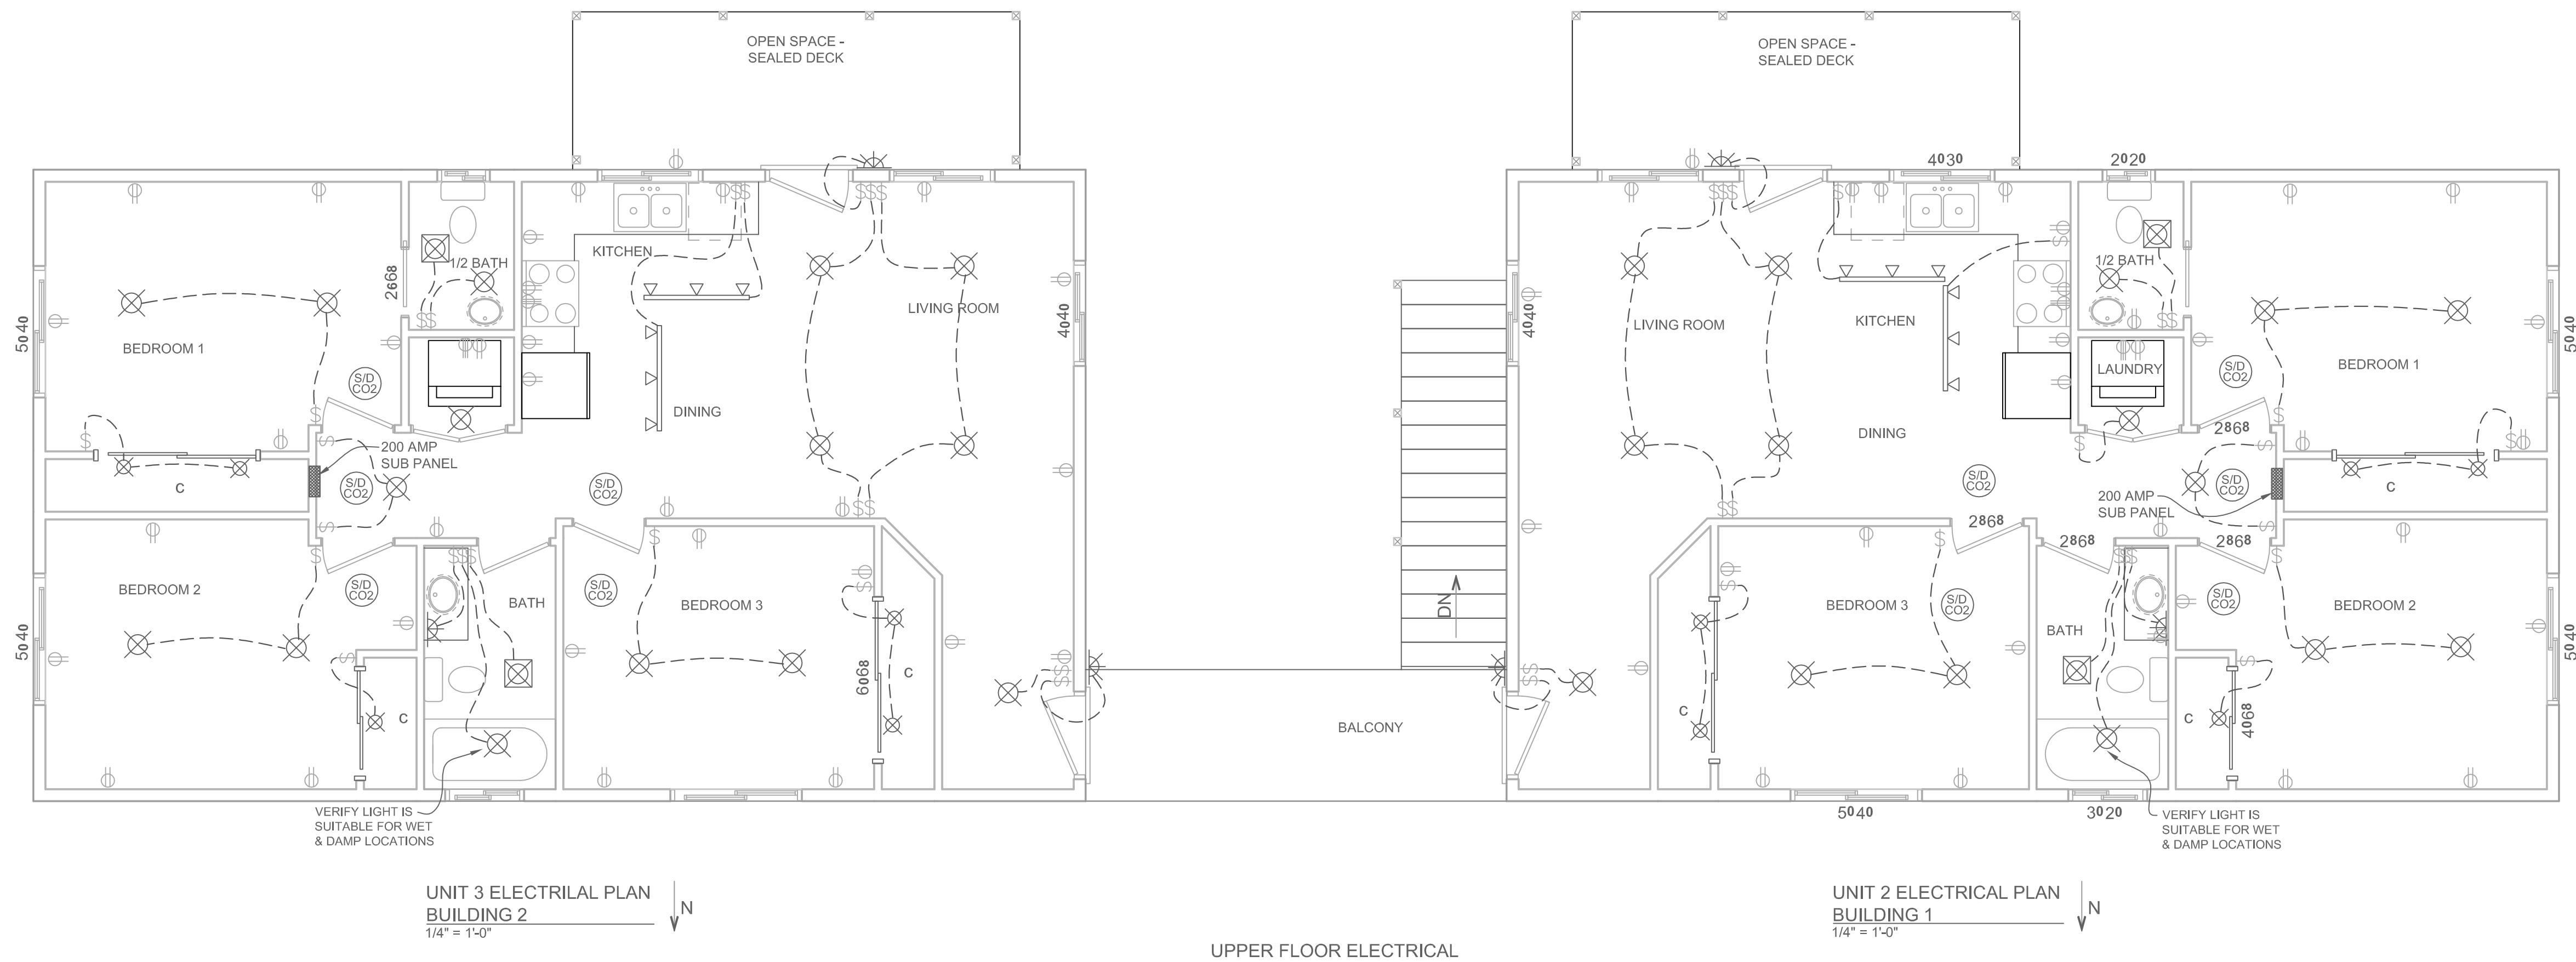 OPEN SPACE -
SEALED DECK
OPEN SPACE -
SEALED DECK
4030
2020
KITCHEN
1/2 BATH
2668
LIVING ROOM
BEDROOM 1
5040
4040
S/D
CO2
DINING
200 AMP
SUB PANEL
C
S/D
CO2
S/D
CO2
BEDROOM 2
5040
S/D
CO2
BATH
S/D
CO2
BEDROOM 3
6068
C
C
VERIFY LIGHT IS
SUITABLE FOR WET
& DAMP LOCATIONS
DN
BALCONY
4040
LIVING ROOM
KITCHEN
1/2 BATH
LAUNDRY
S/D
CO2
BEDROOM 1
5040
DINING
2868
S/D
CO2
S/D
CO2
200 AMP
SUB PANEL
C
2868
2868
2868
BEDROOM 3
S/D
CO2
BATH
S/D
CO2
BEDROOM 2
5040
C
C
4068
5040
3020
VERIFY LIGHT IS
SUITABLE FOR WET
& DAMP LOCATIONS
UNIT 3 ELECTRILAL PLAN
BUILDING 2
1/4" = 1'-0"
N
UNIT 2 ELECTRICAL PLAN
BUILDING 1
1/4" = 1'-0"
N
UPPER FLOOR ELECTRICAL